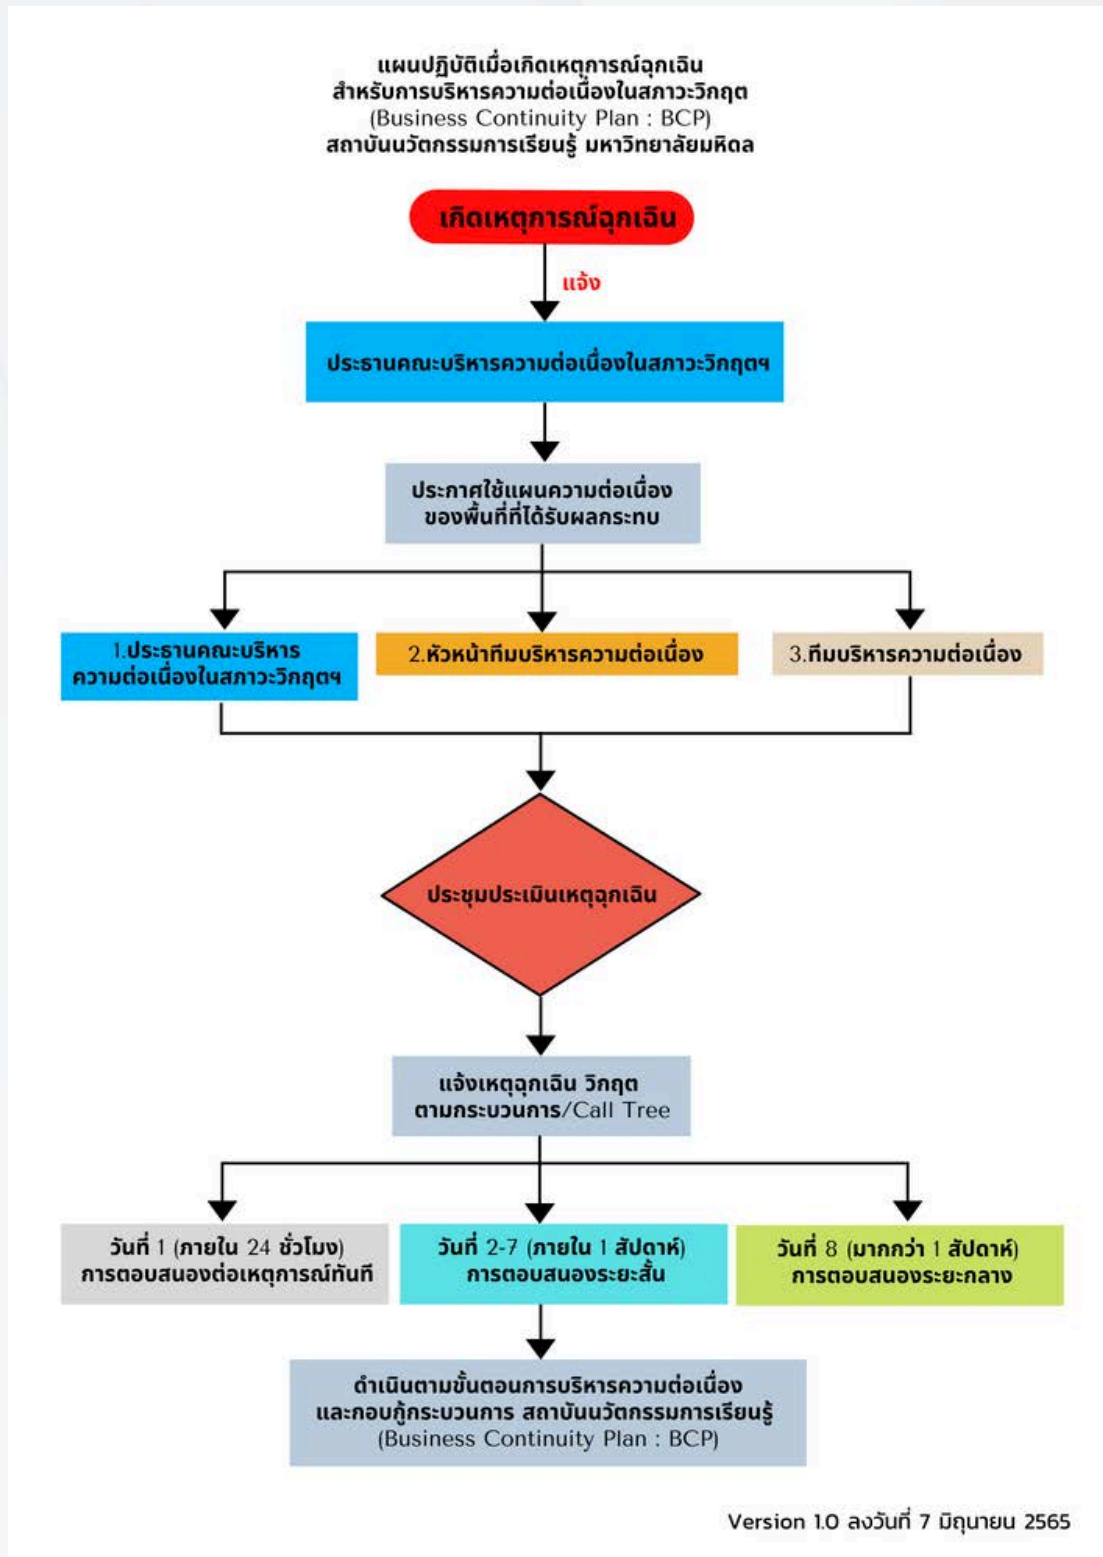 แผนปฏิบัติเมื่อเกิดเหตุการณ์ฉุกเฉิน
สำหรับการบริหารความต่อเนื่องในสภาวะวิกฤต
(Business Continuity Plan : BCP)
สถาบันนวัตกรรมการเรียนรู้ มหาวิทยาลัยมหิดล
เกิดเหตุการณ์ฉุกเฉิน
แจ้ง
ประธานคณะบริหารความต่อเนื่องในสภาวะวิกฤตฯ
ประกาศใช้แผนความต่อเนื่อง
ของพื้นที่ที่ได้รับผลกระทบ
1.ประธานคณะบริหาร
ความต่อเนื่องในสภาวะวิกฤตฯ
2.หัวหน้าทีมบริหารความต่อเนื่อง
3.ทีมบริหารความต่อเนื่อง
ประชุมประเมินเหตุฉุกเฉิน
แจ้งเหตุฉุกเฉิน วิกฤต
ตามกระบวนการ/Call Tree
วันที่ 1 (ภายใน 24 ชั่วโมง)
การตอบสนองต่อเหตุการณ์ทันที
วันที่ 2-7 (ภายใน 1 สัปดาห์)
การตอบสนองระยะสั้น
วันที่ 8 (มากกว่า 1 สัปดาห์)
การตอบสนองระยะกลาง
ดำเนินตามขั้นตอนการบริหารความต่อเนื่อง
และกอบกู้กระบวนการ สถาบันนวัตกรรมการเรียนรู้
(Business Continuity Plan : BCP)
Version 1.0 ลงวันที่ 7 มิถุนายน 2565